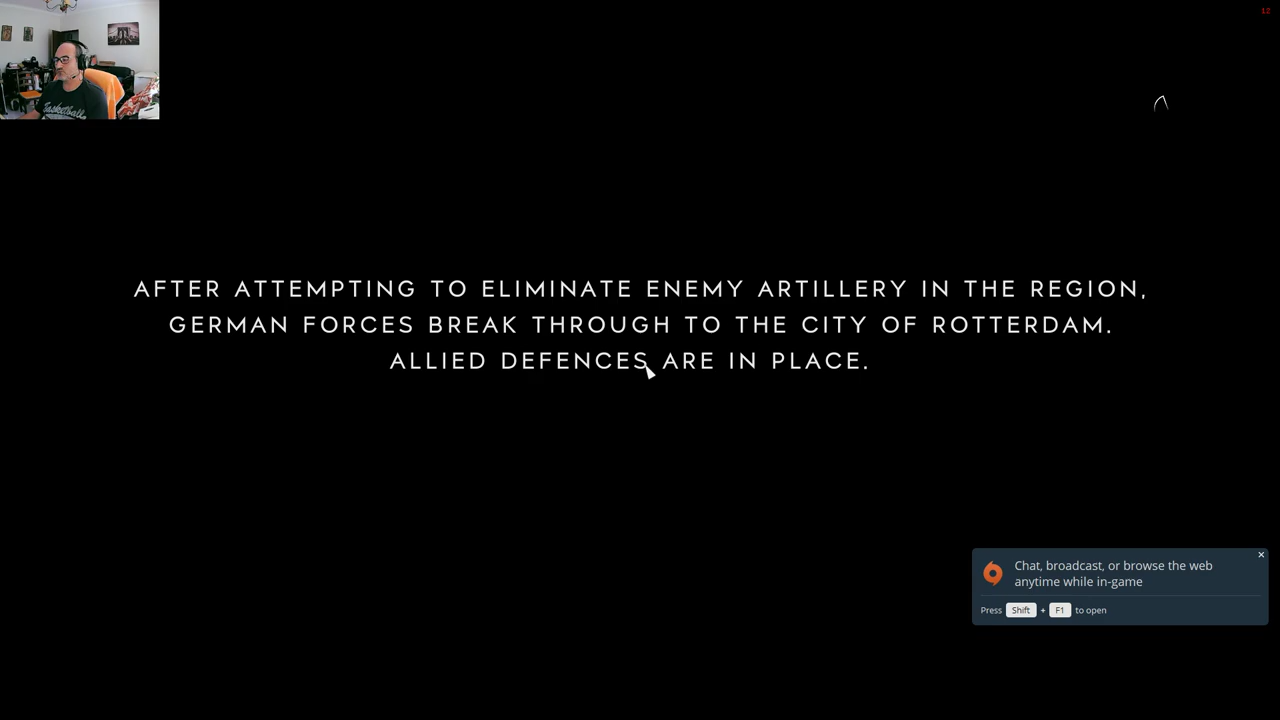 12
Basketball
AFTER ATTEMPTING TO ELIMINATE ENEMY ARTILLERY IN THE REGION,
GERMAN FORCES BREAK THROUGH TO THE CITY OF ROTTERDAM.
ALLIED DEFENCES ARE IN PLACE.
Chat, broadcast, or browse the web
anytime while in-game
Press Shift + F1 to open